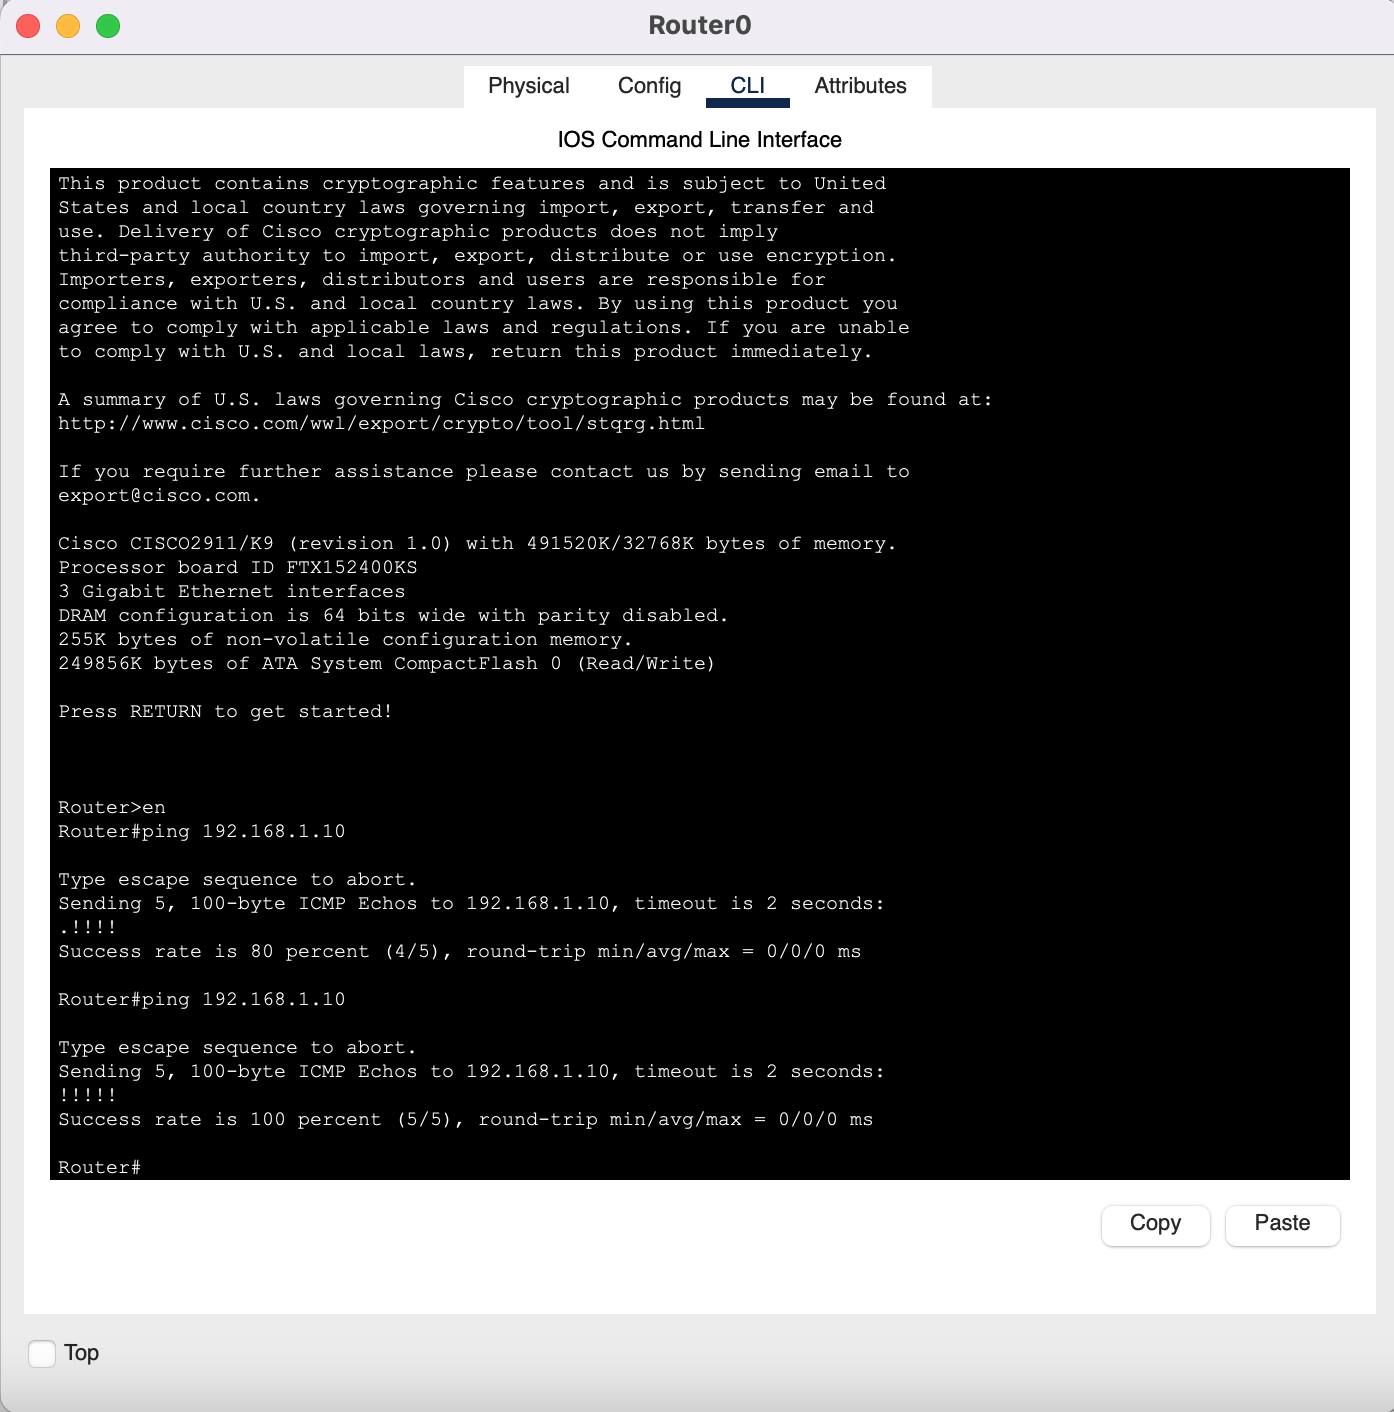 Router0
Physical Config CLI Attributes
IOS Command Line Interface
This product contains cryptographic features and is subject to United
States and local country laws governing import, export, transfer and
use. Delivery of Cisco cryptographic products does not imply
third-party authority to import, export, distribute or use encryption.
Importers, exporters, distributors and users are responsible for
compliance with U.S. and local country laws. By using this product you
agree to comply with applicable laws and regulations. If you are unable
to comply with U.S. and local laws, return this product immediately.
A summary of U.S. laws governing Cisco cryptographic products may be found at:
http://www.cisco.com/wwl/export/crypto/tool/stqrg.html
If you require further assistance please contact us by sending email to
export@cisco.com.
Cisco CISCO2911/K9 (revision 1.0) with 491520K/32768K bytes of memory.
Processor board ID FTX152400KS
3 Gigabit Ethernet interfaces
DRAM configuration is 64 bits wide with parity disabled.
255K bytes of non-volatile configuration memory.
249856K bytes of ATA System CompactFlash 0 (Read/Write)
Press RETURN to get started!
Router>en
Router#ping 192.168.1.10
Type escape sequence to abort.
Sending 5, 100-byte ICMP Echos to 192.168.1.10, timeout is 2 seconds:
.!!!!
Success rate is 80 percent (4/5), round-trip min/avg/max = 0/0/0 ms
Router#ping 192.168.1.10
Type escape sequence to abort.
Sending 5, 100-byte ICMP Echos to 192.168.1.10, timeout is 2 seconds:
!!!!!
Success rate is 100 percent (5/5), round-trip min/avg/max = 0/0/0 ms
Router#
Copy Paste
Top